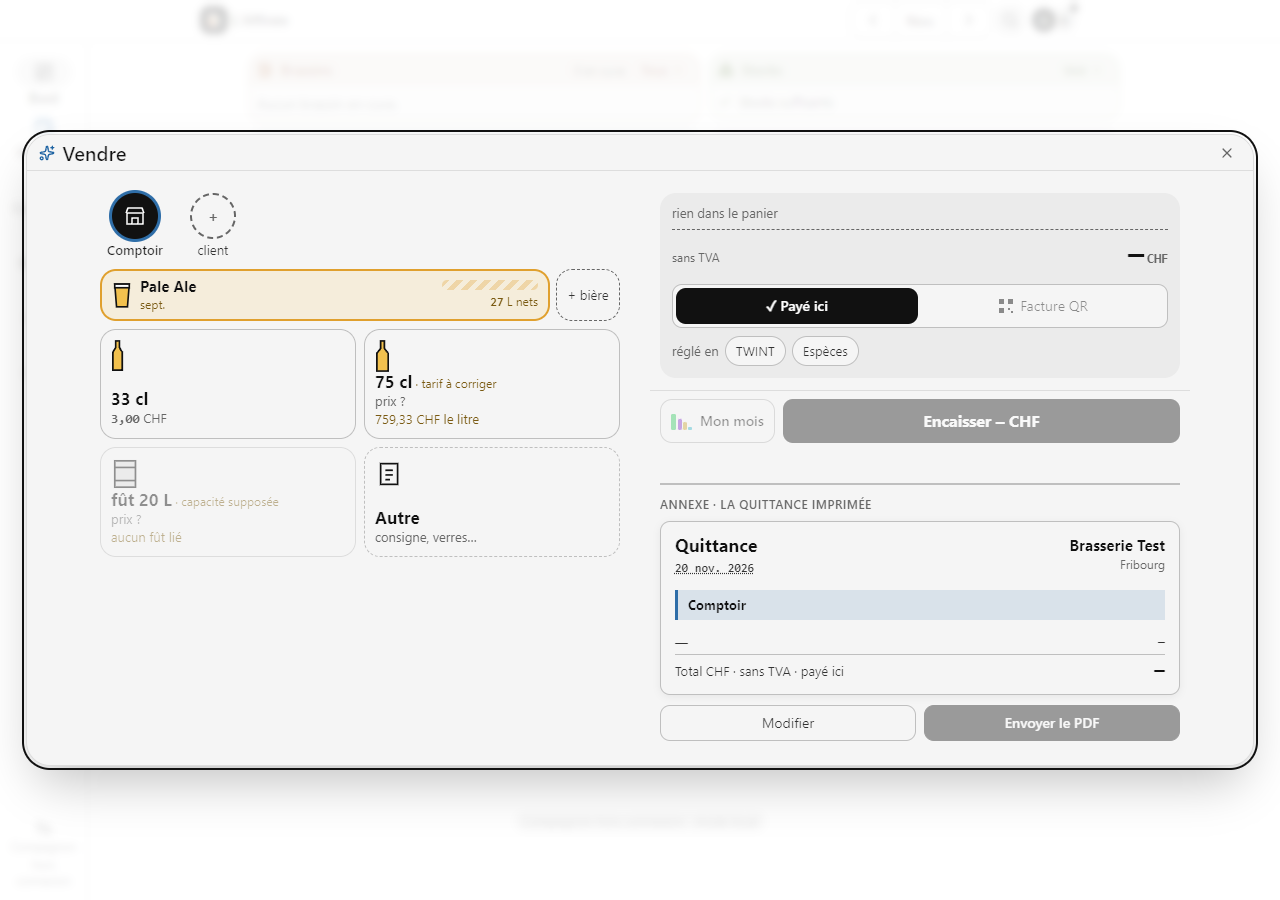 Vendre
Comptoir
+
client
Pale Ale
sept.
27 L nets
+ bière
33 cl
3,00 CHF
75 cl · tarif à corriger
prix ?
759,33 CHF le litre
fût 20 L · capacité supposée
prix ?
aucun fût lié
Autre
consigne, verres…
rien dans le panier
sans TVA
— CHF
✓ Payé ici
Facture QR
réglé en
TWINT
Espèces
Mon mois
Encaisser – CHF
ANNEXE · LA QUITTANCE IMPRIMÉE
Quittance
Brasserie Test
20 nov. 2026
Fribourg
Comptoir
— –
Total CHF · sans TVA · payé ici –
Modifier
Envoyer le PDF